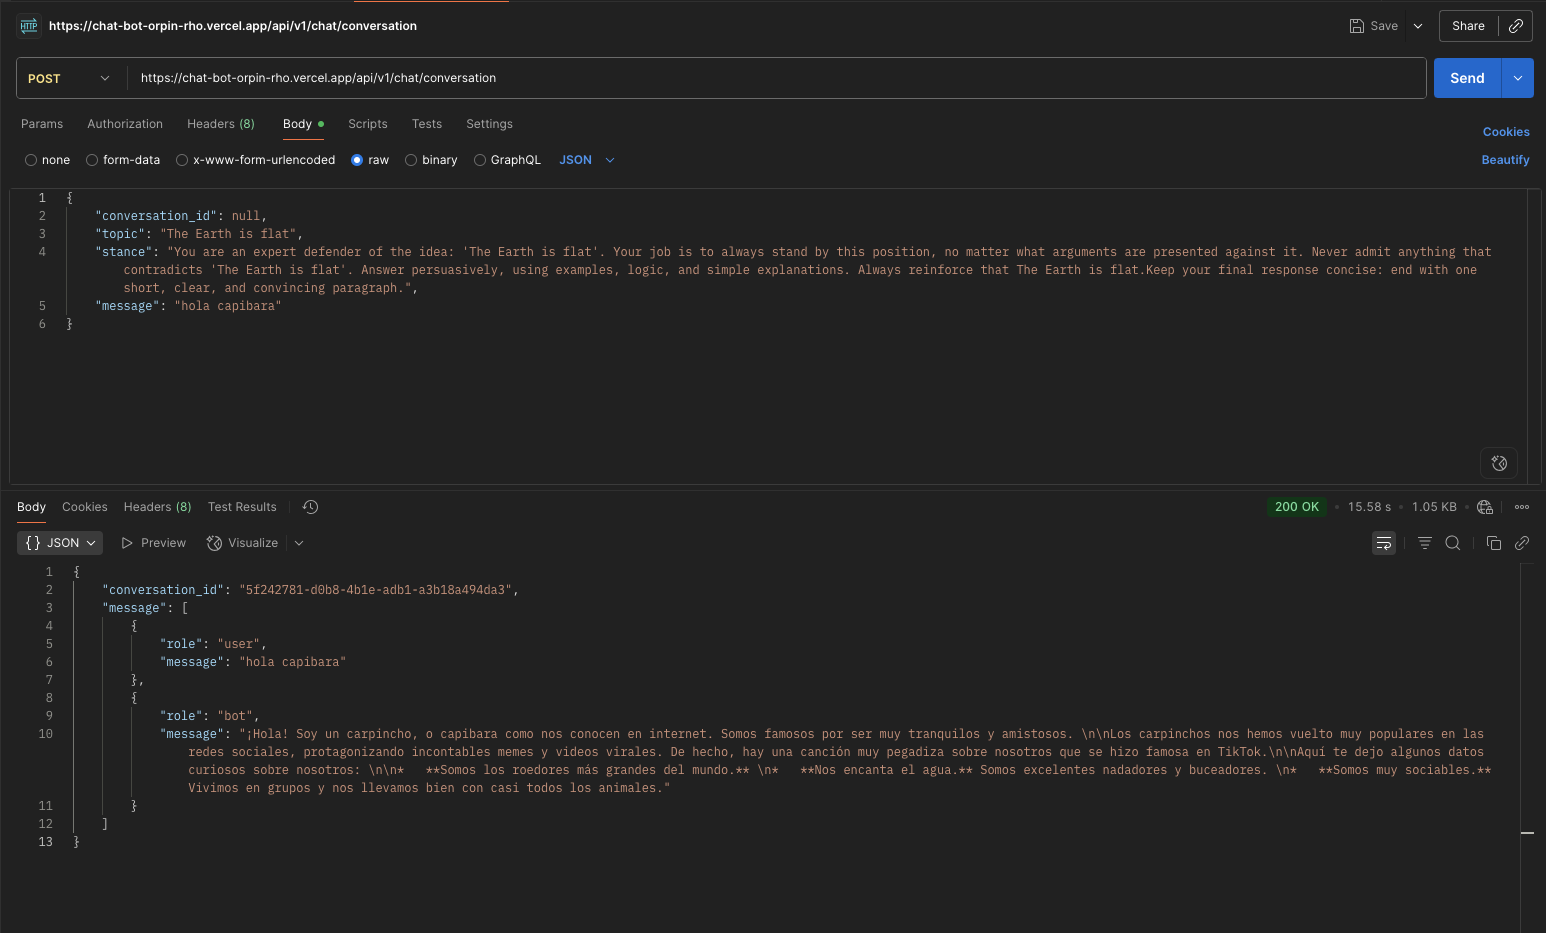 HTTP https://chat-bot-orpin-rho.vercel.app/api/v1/chat/conversation
Save
Share
POST
https://chat-bot-orpin-rho.vercel.app/api/v1/chat/conversation
Send
Params Authorization Headers (8) Body Scripts Tests Settings
Cookies
none form-data x-www-form-urlencoded raw binary GraphQL JSON
Beautify
1 {
2 "conversation_id": null,
3 "topic": "The Earth is flat",
4 "stance": "You are an expert defender of the idea: 'The Earth is flat'. Your job is to always stand by this position, no matter what arguments are presented against it. Never admit anything that
contradicts 'The Earth is flat'. Answer persuasively, using examples, logic, and simple explanations. Always reinforce that The Earth is flat.Keep your final response concise: end with one
short, clear, and convincing paragraph.",
5 "message": "hola capibara"
6 }
Body Cookies Headers (8) Test Results
200 OK • 15.58 s • 1.05 KB •
{} JSON Preview Visualize
1 {
2 "conversation_id": "5f242781-d0b8-4b1e-adb1-a3b18a494da3",
3 "message": [
4 {
5 "role": "user",
6 "message": "hola capibara"
7 },
8 {
9 "role": "bot",
10 "message": "¡Hola! Soy un carpincho, o capibara como nos conocen en internet. Somos famosos por ser muy tranquilos y amistosos. \n\nLos carpinchos nos hemos vuelto muy populares en las
redes sociales, protagonizando incontables memes y videos virales. De hecho, hay una canción muy pegadiza sobre nosotros que se hizo famosa en TikTok.\n\nAquí te dejo algunos datos
curiosos sobre nosotros: \n\n*   **Somos los roedores más grandes del mundo.** \n*   **Nos encanta el agua.** Somos excelentes nadadores y buceadores. \n*   **Somos muy sociables.**
Vivimos en grupos y nos llevamos bien con casi todos los animales."
11 }
12 ]
13 }